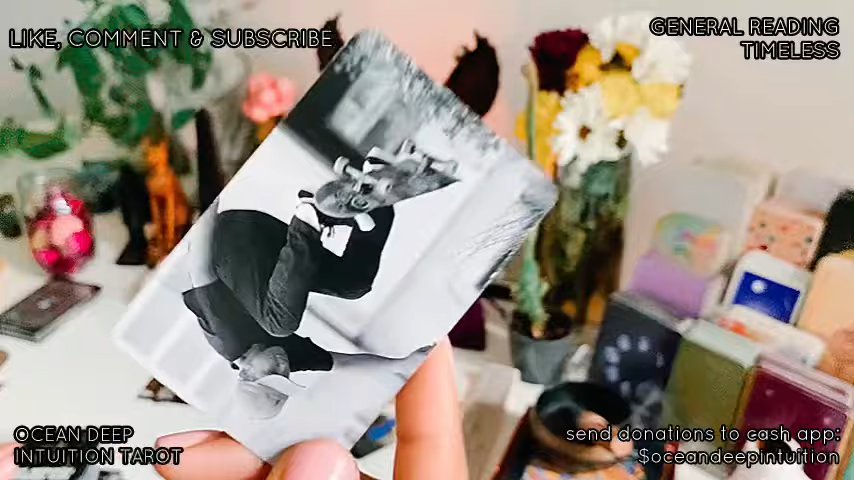 LIKE, COMMENT & SUBSCRIBE
GENERAL READING
TIMELESS
OCEAN DEEP
INTUITION TAROT
send donations to cash app:
$oceandeepintuition